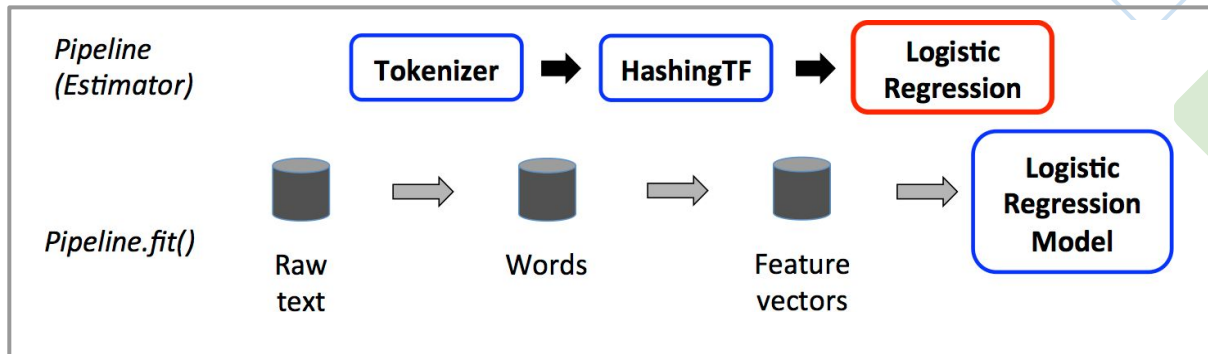 Pipeline
(Estimator)
Tokenizer
HashingTF
Logistic
Regression
Pipeline.fit()
Raw
text
Words
Feature
vectors
Logistic
Regression
Model